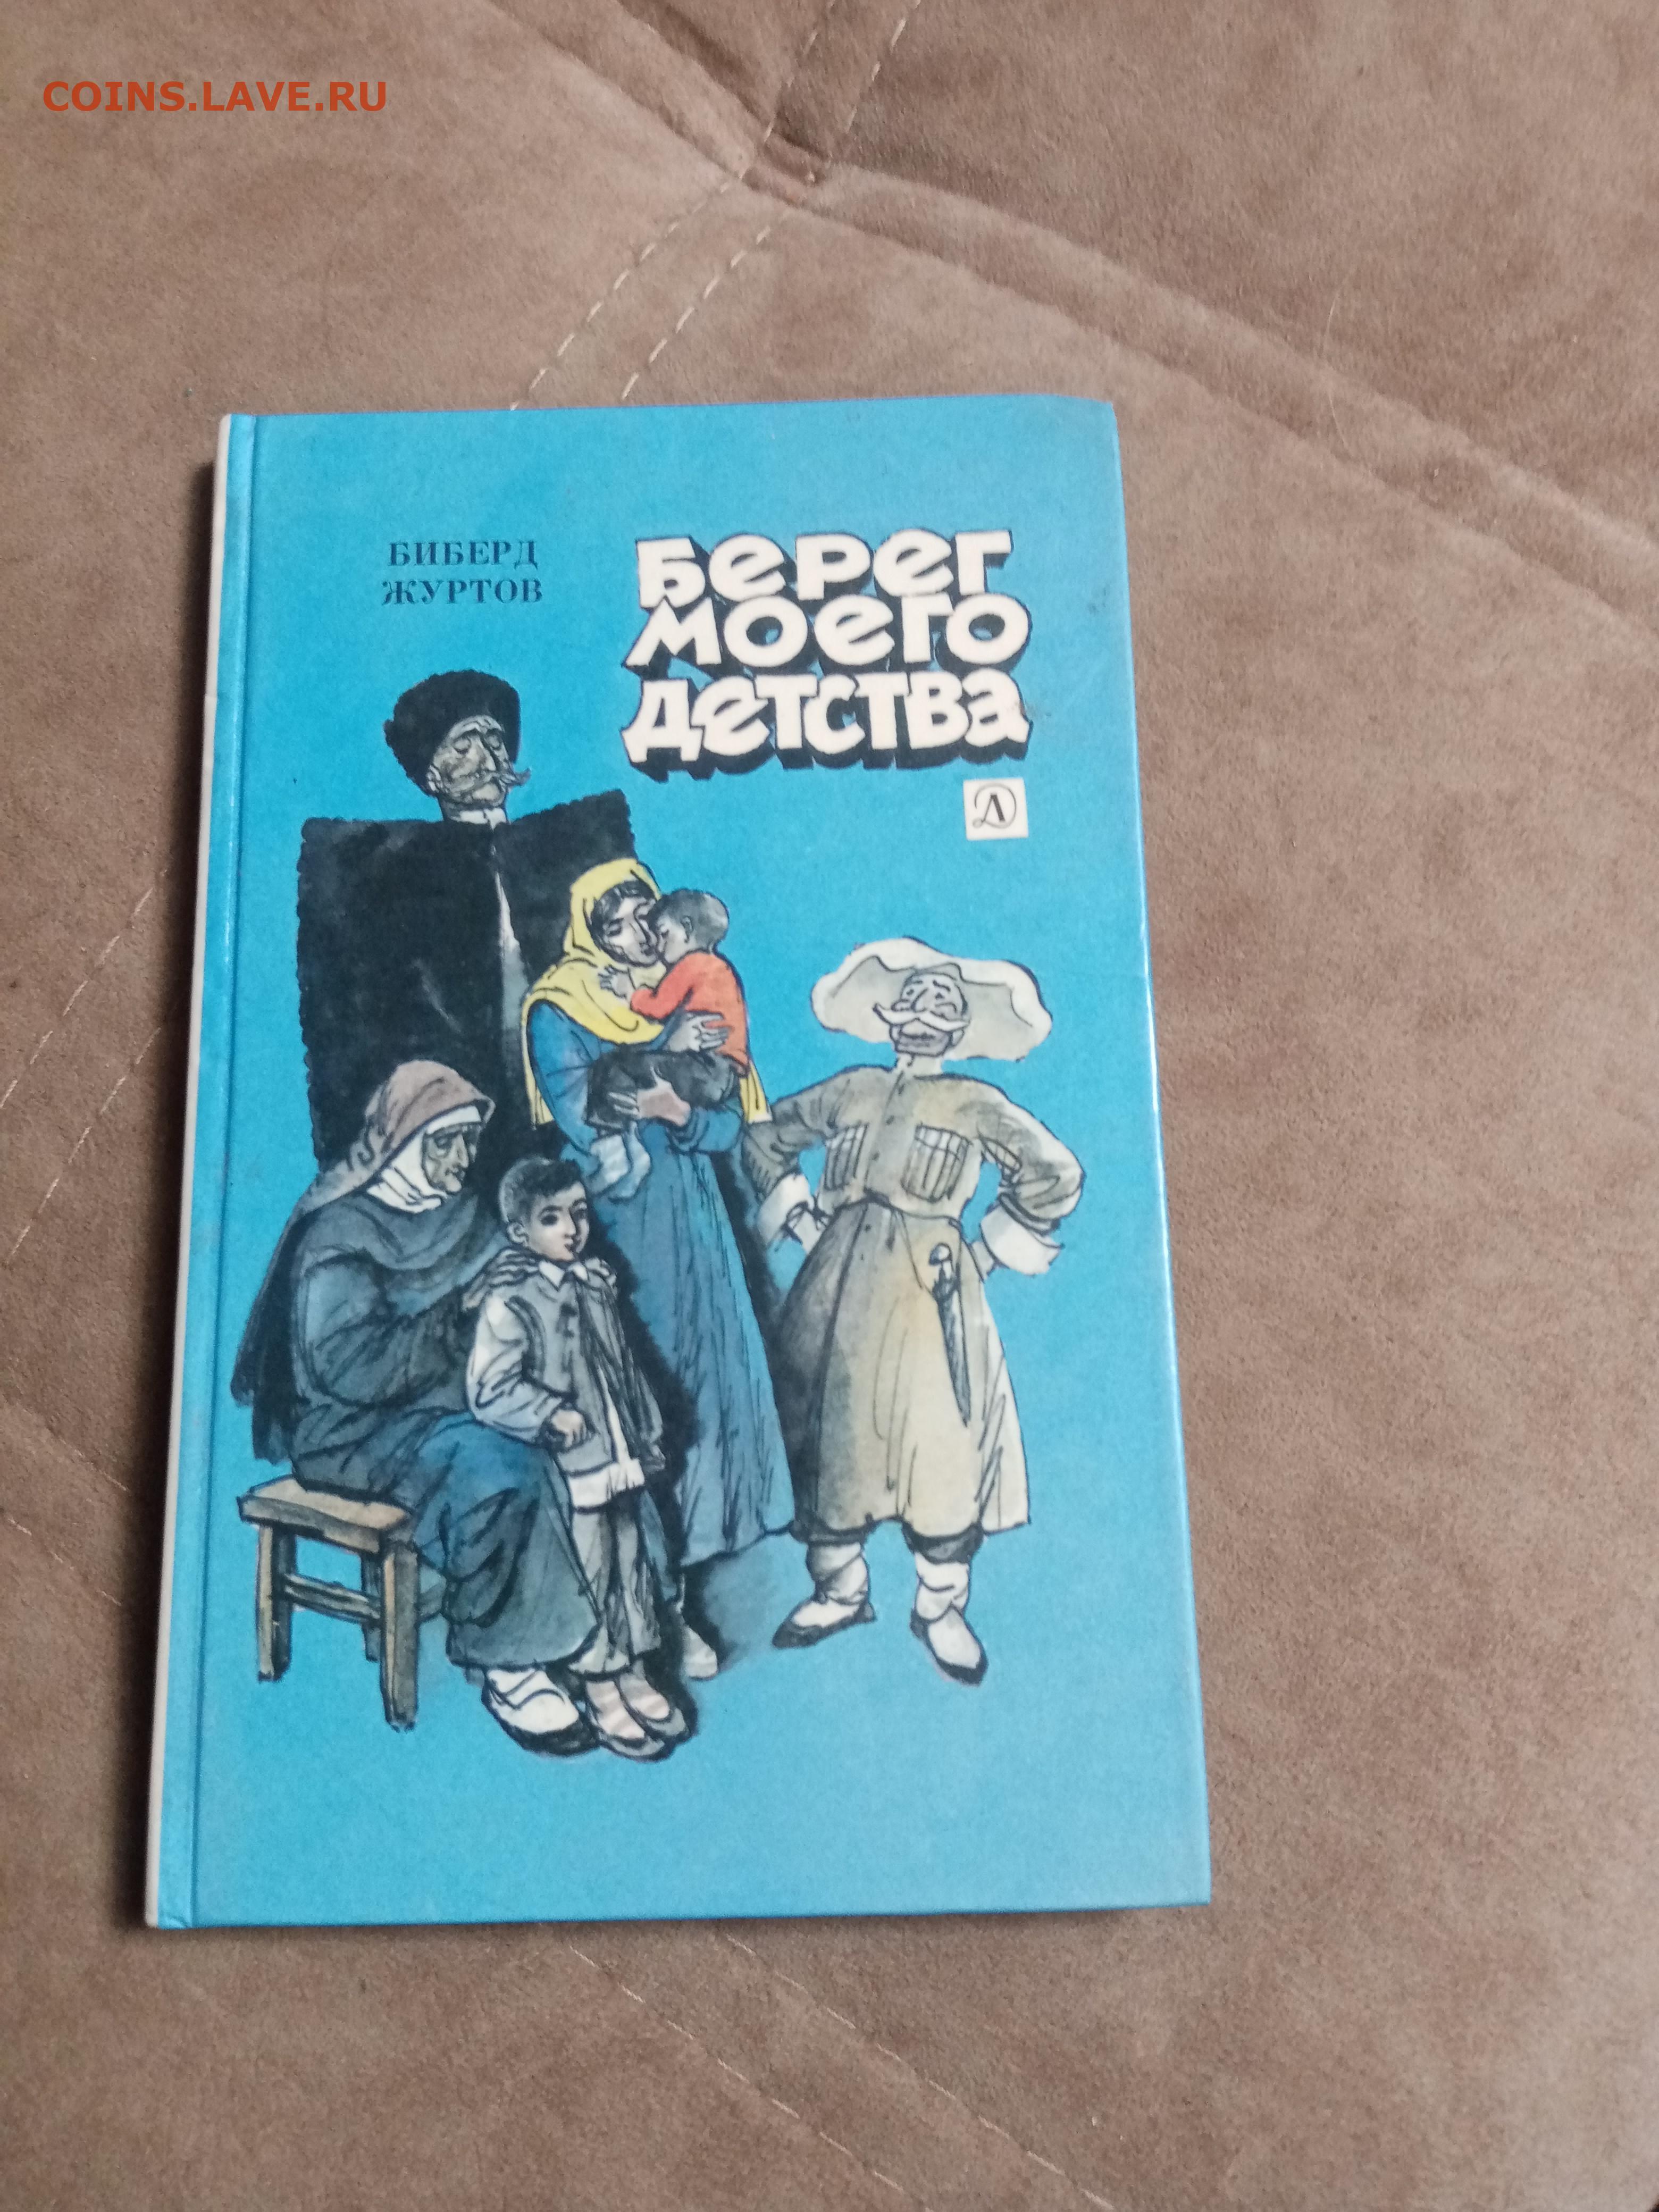 COINS.LAVE.RU
БИБЕРД
ЖУРТОВ
Берег
моего
детства